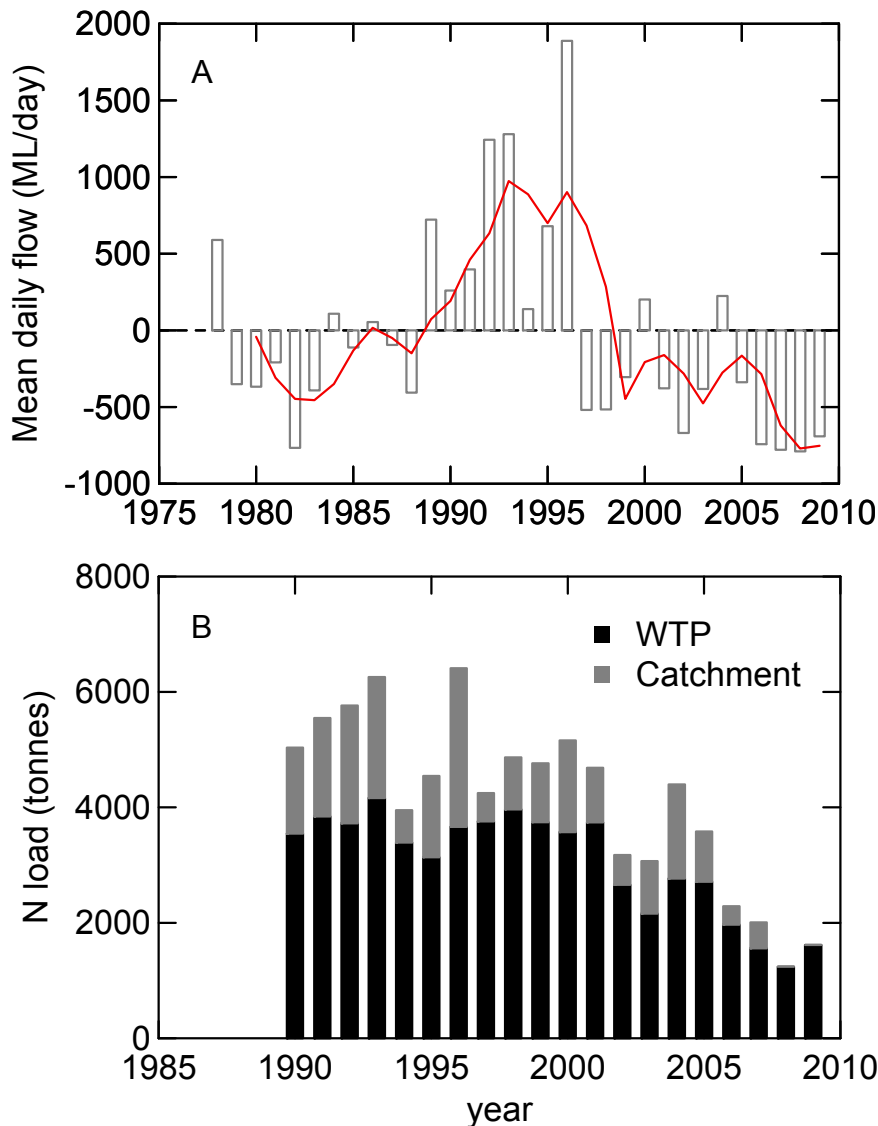 2000
1500
1000
500
0
-500
-1000
Mean daily flow (ML/day)
A
1975 1980 1985 1990 1995 2000 2005 2010
8000
6000
4000
2000
0
N load (tonnes)
B
WTP
Catchment
1985 1990 1995 2000 2005 2010
year